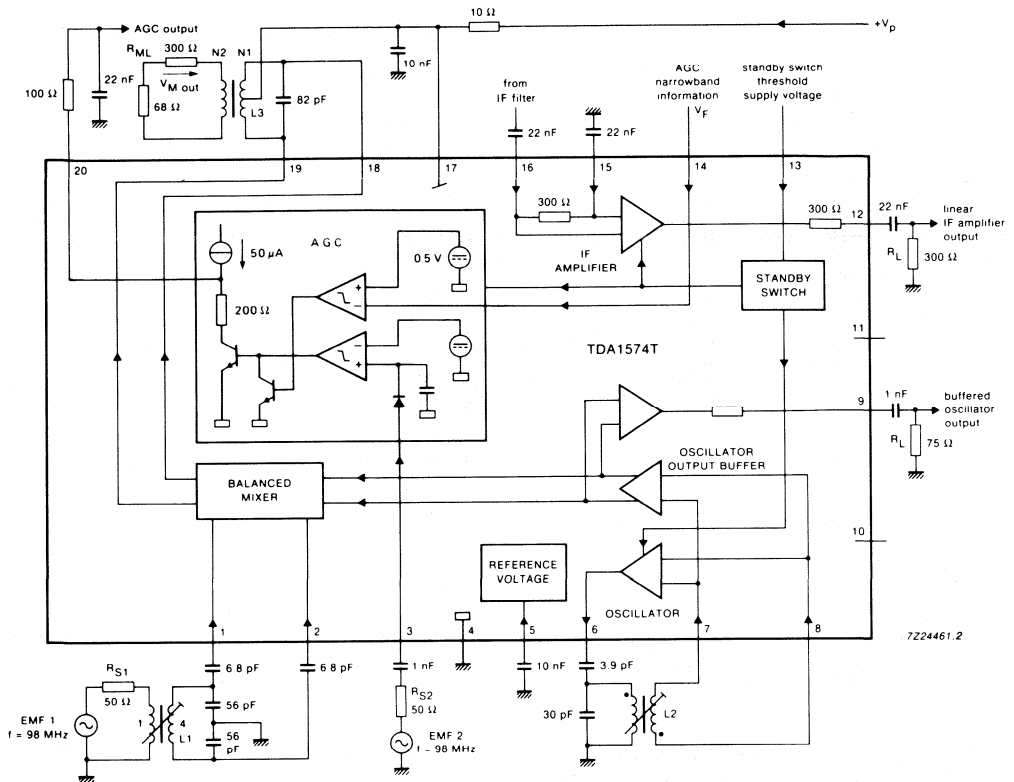 AGC output
10 Ω
+Vp
RML
300 Ω
N2
N1
10 nF
from
IF filter
AGC
narrowband
information
VF
standby switch
threshold
supply voltage
100 Ω
22 nF
VM out
68 Ω
L3
82 pF
22 nF
22 nF
20
19
18
17
16
15
14
13
300 Ω
300 Ω
12
22 nF
linear
IF amplifier
output
RL
300 Ω
50 µA
AGC
0.5 V
IF
AMPLIFIER
STANDBY
SWITCH
200 Ω
+
−
−
+
TDA1574T
11
9
1 nF
buffered
oscillator
output
RL
75 Ω
OSCILLATOR
OUTPUT BUFFER
BALANCED
MIXER
10
REFERENCE
VOLTAGE
OSCILLATOR
1
2
3
4
5
6
7
8
7Z24461.2
RS1
50 Ω
6.8 pF
6.8 pF
1 nF
10 nF
3.9 pF
EMF 1
f = 98 MHz
1
4
L1
56 pF
56
pF
RS2
50 Ω
EMF 2
f = 98 MHz
30 pF
L2